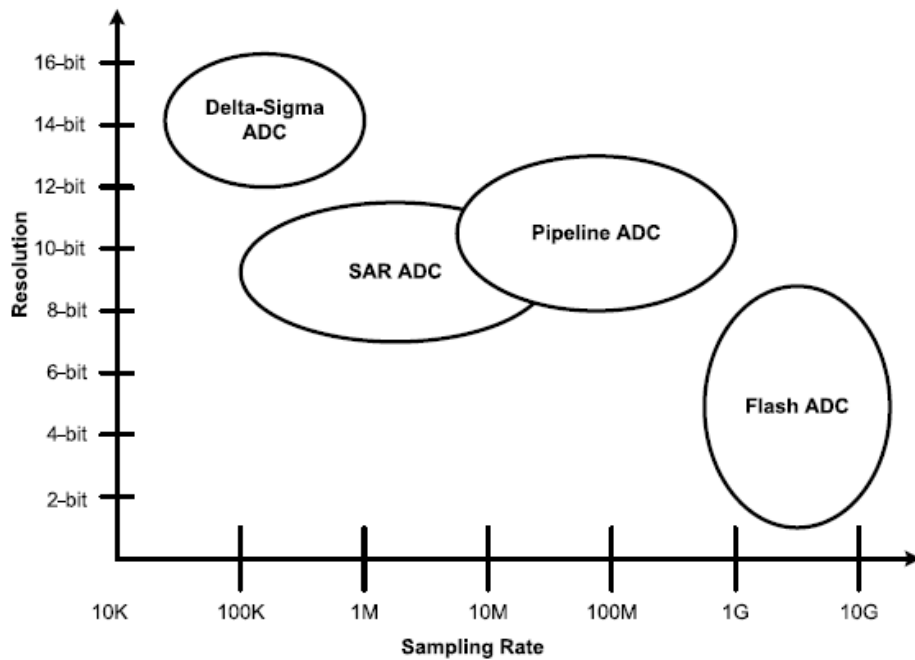 16–bit
14–bit
12–bit
10–bit
8–bit
6–bit
4–bit
2–bit
Resolution
Delta-Sigma
ADC
SAR ADC
Pipeline ADC
Flash ADC
10K
100K
1M
10M
100M
1G
10G
Sampling Rate